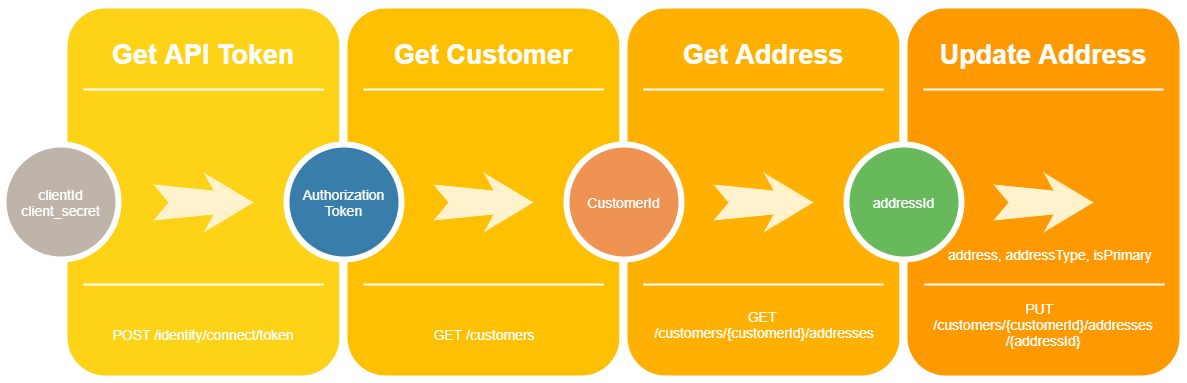 Get API Token
Get Customer
Get Address
Update Address
clientId
client_secret
Authorization
Token
CustomerId
addressId
address, addressType, isPrimary
POST /identity/connect/token
GET /customers
GET
/customers/{customerId}/addresses
PUT
/customers/{customerId}/addresses
/{addressId}